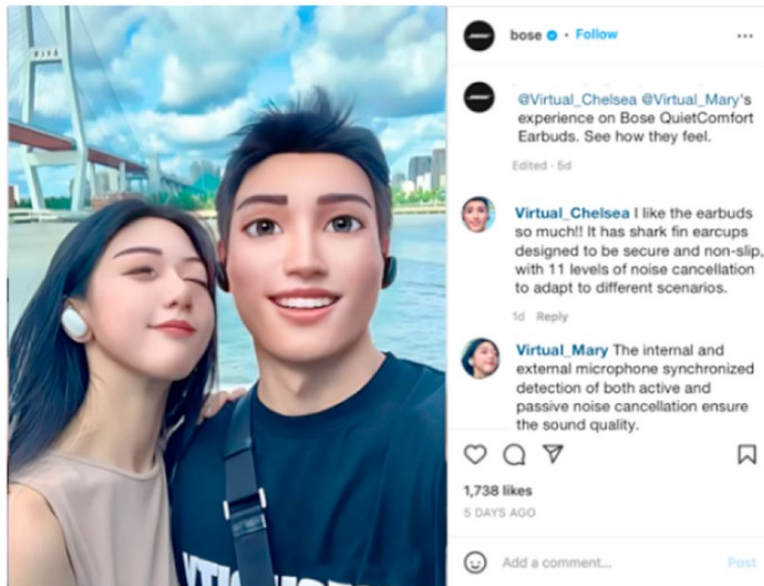 BOSE
bose • Follow
@Virtual_Chelsea @Virtual_Mary's
experience on Bose QuietComfort
Earbuds. See how they feel.
Edited · 5d
Virtual_Chelsea I like the earbuds
so much!! It has shark fin earcups
designed to be secure and non-slip,
with 11 levels of noise cancellation
to adapt to different scenarios.
1d Reply
Virtual_Mary The internal and
external microphone synchronized
detection of both active and
passive noise cancellation ensure
the sound quality.
1,738 likes
5 DAYS AGO
Add a comment... Post